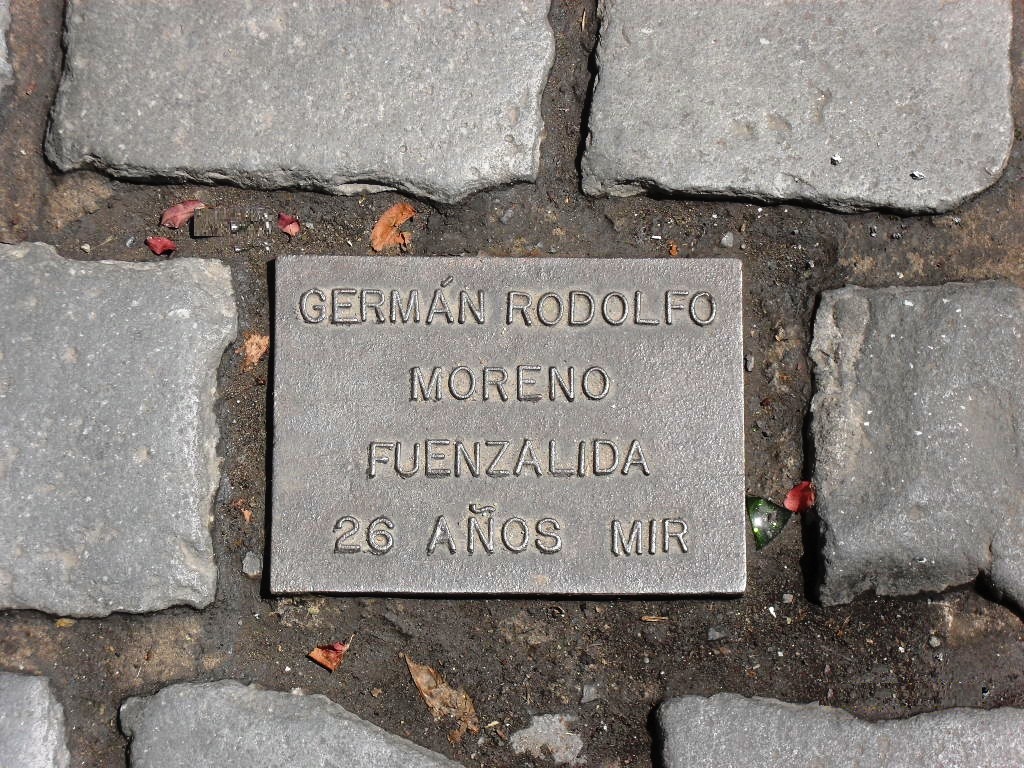 GERMÁN RODOLFO
MORENO
FUENZALIDA
26 AÑOS MIR